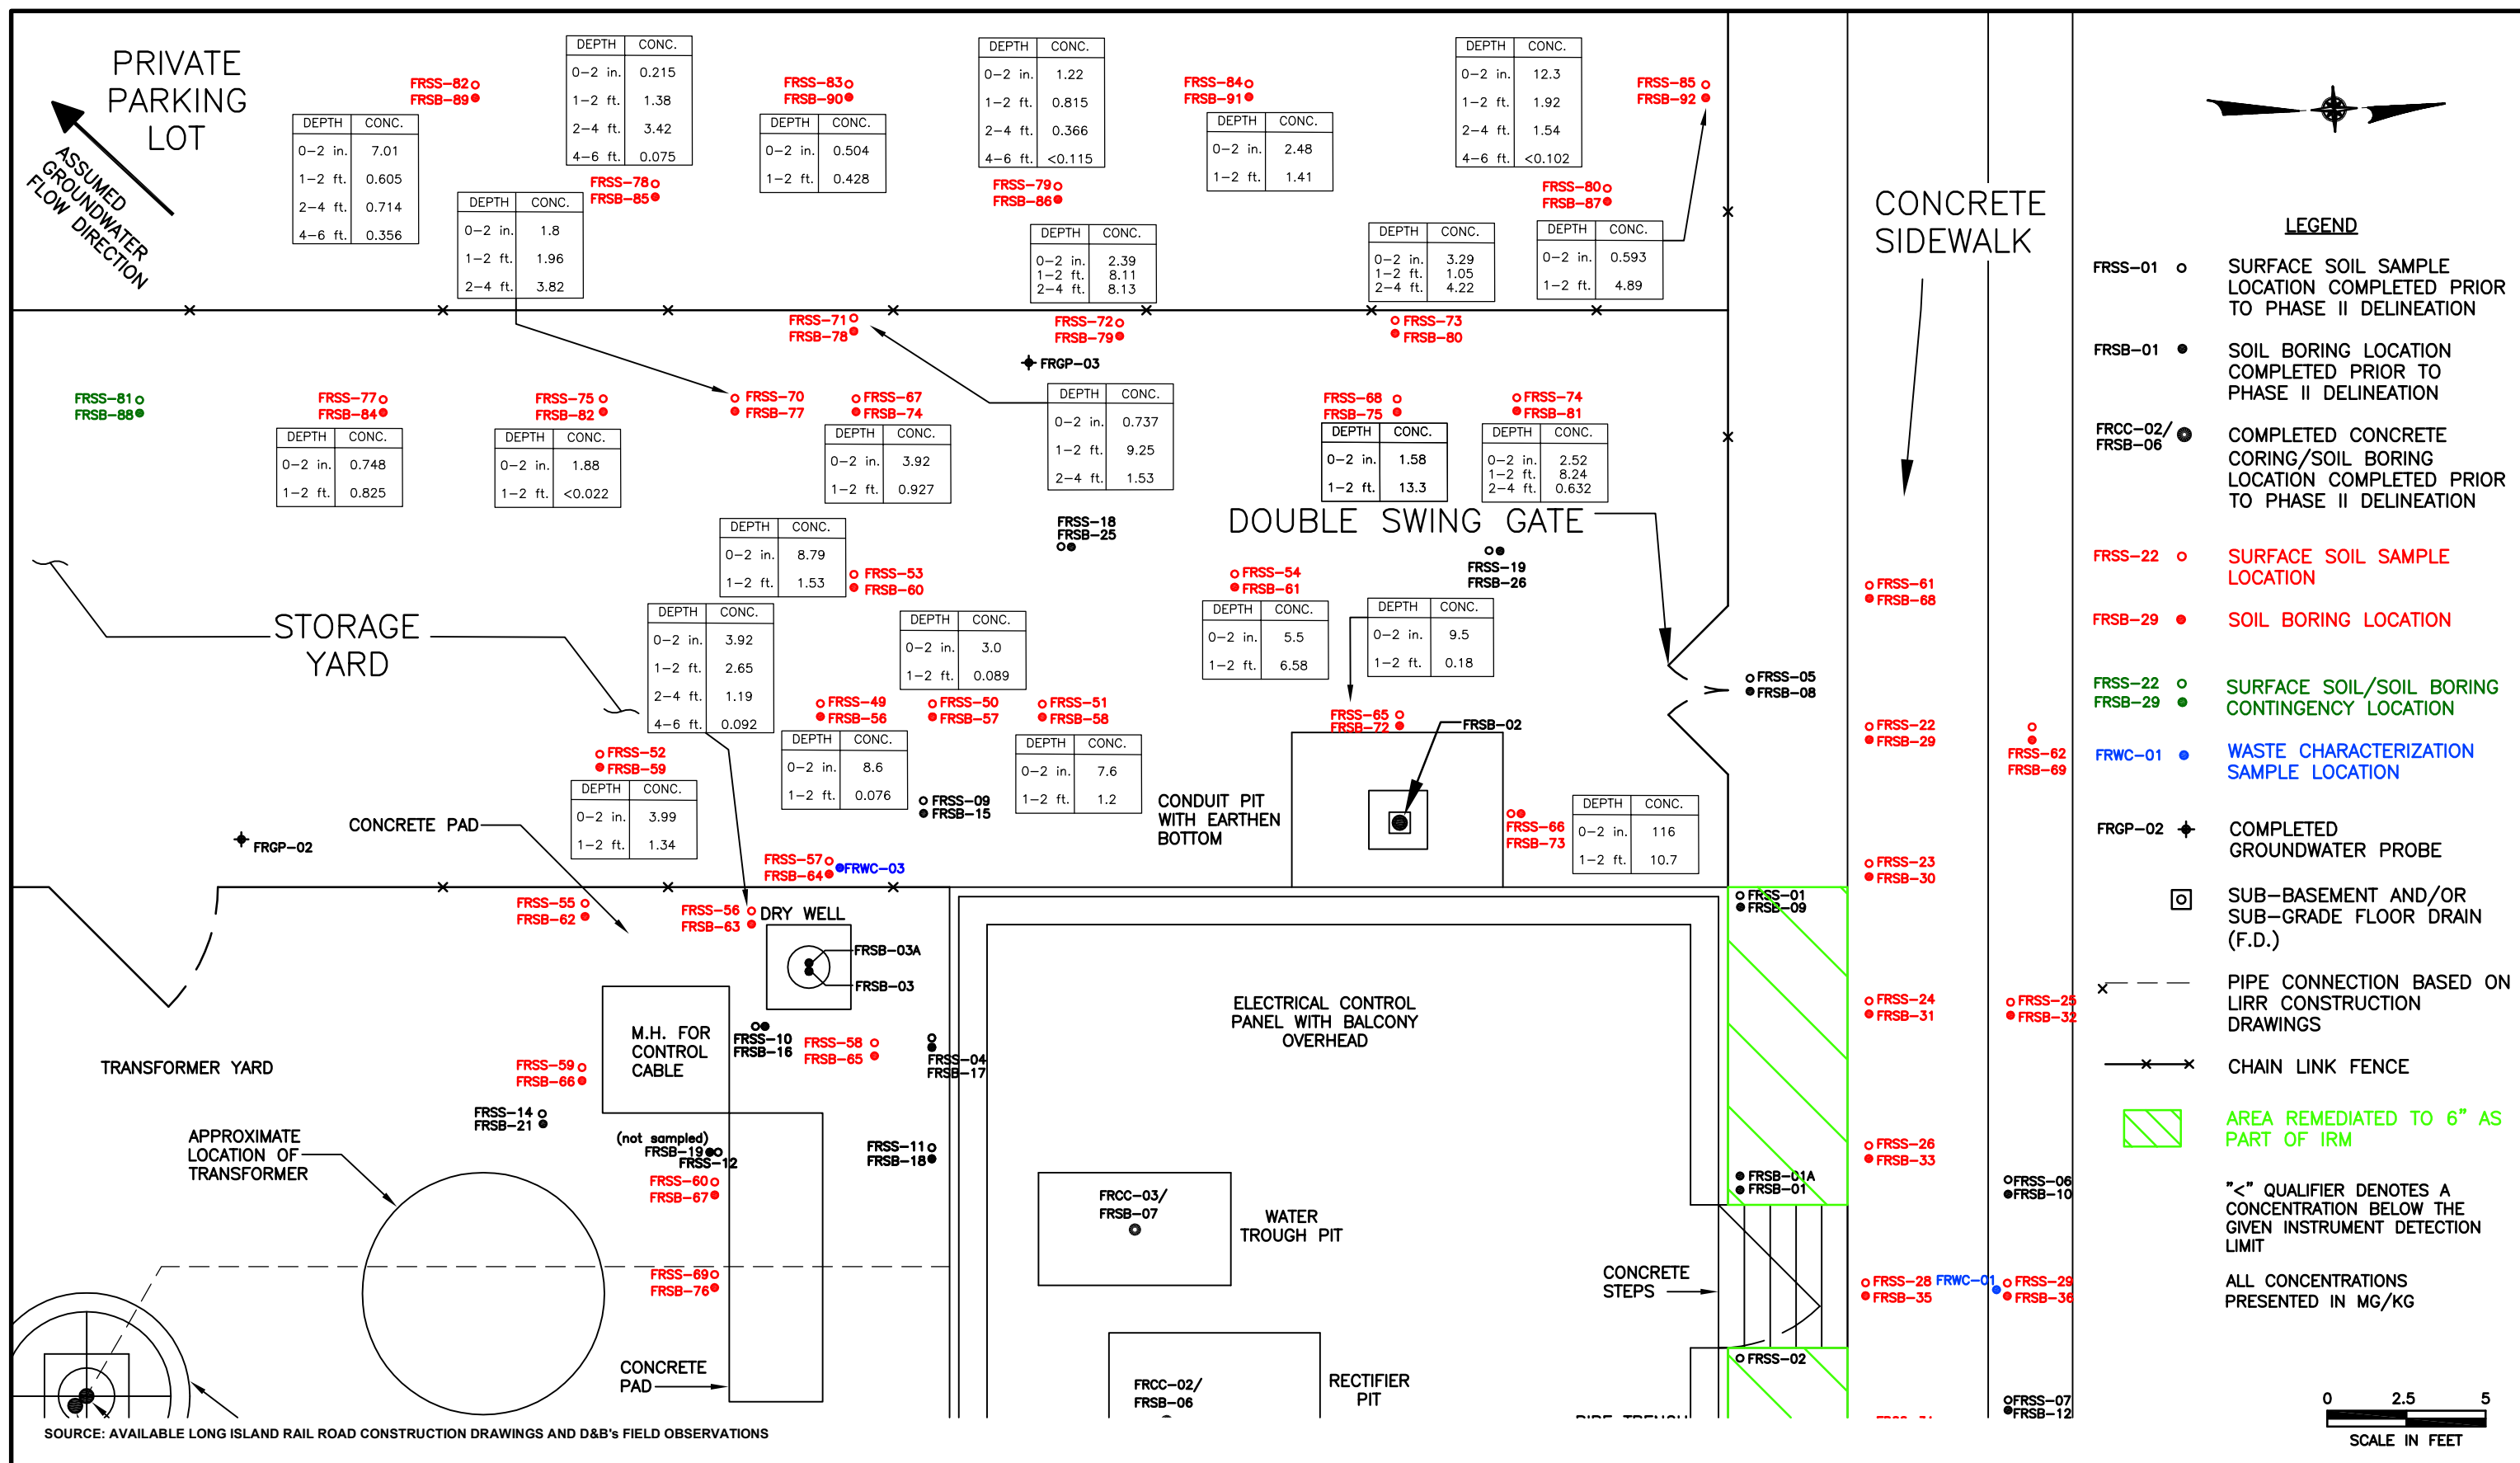 PRIVATE
PARKING
LOT
ASSUMED
GROUNDWATER
FLOW DIRECTION
FRSS-82
FRSB-89
DEPTH CONC.
0-2 in. 7.01
1-2 ft. 0.605
2-4 ft. 0.714
4-6 ft. 0.356
DEPTH CONC.
0-2 in. 0.215
1-2 ft. 1.38
2-4 ft. 3.42
4-6 ft. 0.075
FRSS-78
FRSB-85
DEPTH CONC.
0-2 in. 1.8
1-2 ft. 1.96
2-4 ft. 3.82
FRSS-83
FRSB-90
DEPTH CONC.
0-2 in. 0.504
1-2 ft. 0.428
DEPTH CONC.
0-2 in. 1.22
1-2 ft. 0.815
2-4 ft. 0.366
4-6 ft. <0.115
FRSS-79
FRSB-86
FRSS-84
FRSB-91
DEPTH CONC.
0-2 in. 2.48
1-2 ft. 1.41
DEPTH CONC.
0-2 in. 12.3
1-2 ft. 1.92
2-4 ft. 1.54
4-6 ft. <0.102
FRSS-80
FRSB-87
FRSS-85
FRSB-92
DEPTH CONC.
0-2 in. 2.39
1-2 ft. 8.11
2-4 ft. 8.13
DEPTH CONC.
0-2 in. 3.29
1-2 ft. 1.05
2-4 ft. 4.22
DEPTH CONC.
0-2 in. 0.593
1-2 ft. 4.89
CONCRETE
SIDEWALK
FRSS-71
FRSB-78
FRSS-72
FRSB-79
FRSS-73
FRSB-80
FRGP-03
FRSS-81
FRSB-88
FRSS-77
FRSB-84
DEPTH CONC.
0-2 in. 0.748
1-2 ft. 0.825
FRSS-75
FRSB-82
DEPTH CONC.
0-2 in. 1.88
1-2 ft. <0.022
FRSS-70
FRSB-77
FRSS-67
FRSB-74
DEPTH CONC.
0-2 in. 3.92
1-2 ft. 0.927
DEPTH CONC.
0-2 in. 0.737
1-2 ft. 9.25
2-4 ft. 1.53
FRSS-68
FRSB-75
DEPTH CONC.
0-2 in. 1.58
1-2 ft. 13.3
FRSS-74
FRSB-81
DEPTH CONC.
0-2 in. 2.52
1-2 ft. 8.24
2-4 ft. 0.632
FRSS-18
FRSB-25
DOUBLE SWING GATE
FRSS-19
FRSB-26
DEPTH CONC.
0-2 in. 8.79
1-2 ft. 1.53
FRSS-53
FRSB-60
FRSS-54
FRSB-61
DEPTH CONC.
0-2 in. 5.5
1-2 ft. 6.58
DEPTH CONC.
0-2 in. 9.5
1-2 ft. 0.18
STORAGE
YARD
DEPTH CONC.
0-2 in. 3.92
1-2 ft. 2.65
2-4 ft. 1.19
4-6 ft. 0.092
DEPTH CONC.
0-2 in. 3.0
1-2 ft. 0.089
FRSS-49
FRSB-56
FRSS-50
FRSB-57
FRSS-51
FRSB-58
DEPTH CONC.
0-2 in. 8.6
1-2 ft. 0.076
DEPTH CONC.
0-2 in. 7.6
1-2 ft. 1.2
FRSS-52
FRSB-59
DEPTH CONC.
0-2 in. 3.99
1-2 ft. 1.34
FRSS-65
FRSB-72
FRSB-02
FRSS-05
FRSB-08
FRSS-61
FRSB-68
FRSS-22
FRSB-29
FRSS-62
FRSB-69
CONCRETE PAD
FRGP-02
FRSS-09
FRSB-15
CONDUIT PIT
WITH EARTHEN
BOTTOM
FRSS-66
FRSB-73
DEPTH CONC.
0-2 in. 116
1-2 ft. 10.7
FRSS-57
FRSB-64
FRWC-03
FRSS-23
FRSB-30
FRSS-55
FRSB-62
FRSS-56
FRSB-63
DRY WELL
FRSB-03A
FRSB-03
FRSS-01
FRSB-09
M.H. FOR
CONTROL
CABLE
FRSS-10
FRSB-16
FRSS-58
FRSB-65
FRSS-04
FRSB-17
ELECTRICAL CONTROL
PANEL WITH BALCONY
OVERHEAD
FRSS-24
FRSB-31
FRSS-25
FRSB-32
TRANSFORMER YARD
FRSS-59
FRSB-66
FRSS-14
FRSB-21
(not sampled)
FRSB-19
FRSS-12
FRSS-11
FRSB-18
FRSS-26
FRSB-33
APPROXIMATE
LOCATION OF
TRANSFORMER
FRSS-60
FRSB-67
FRCC-03/
FRSB-07
WATER
TROUGH PIT
FRSB-01A
FRSB-01
FRSS-06
FRSB-10
FRSS-69
FRSB-76
CONCRETE
STEPS
FRSS-28
FRSB-35
FRWC-01
FRSS-29
FRSB-36
CONCRETE
PAD
FRCC-02/
FRSB-06
RECTIFIER
PIT
FRSS-02
FRSS-07
FRSB-12
PIPE TRENCH
SOURCE: AVAILABLE LONG ISLAND RAIL ROAD CONSTRUCTION DRAWINGS AND D&B's FIELD OBSERVATIONS
LEGEND
FRSS-01 SURFACE SOIL SAMPLE
LOCATION COMPLETED PRIOR
TO PHASE II DELINEATION
FRSB-01 SOIL BORING LOCATION
COMPLETED PRIOR TO
PHASE II DELINEATION
FRCC-02/
FRSB-06
COMPLETED CONCRETE
CORING/SOIL BORING
LOCATION COMPLETED PRIOR
TO PHASE II DELINEATION
FRSS-22 SURFACE SOIL SAMPLE
LOCATION
FRSB-29 SOIL BORING LOCATION
FRSS-22
FRSB-29
SURFACE SOIL/SOIL BORING
CONTINGENCY LOCATION
FRWC-01 WASTE CHARACTERIZATION
SAMPLE LOCATION
FRGP-02 COMPLETED
GROUNDWATER PROBE
SUB-BASEMENT AND/OR
SUB-GRADE FLOOR DRAIN
(F.D.)
PIPE CONNECTION BASED ON
LIRR CONSTRUCTION
DRAWINGS
CHAIN LINK FENCE
AREA REMEDIATED TO 6" AS
PART OF IRM
"<" QUALIFIER DENOTES A
CONCENTRATION BELOW THE
GIVEN INSTRUMENT DETECTION
LIMIT
ALL CONCENTRATIONS
PRESENTED IN MG/KG
0 2.5 5
SCALE IN FEET